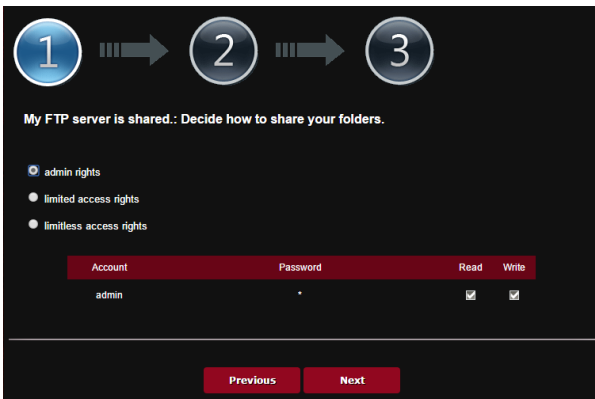 1 2 3
My FTP server is shared.: Decide how to share your folders.
admin rights
limited access rights
limitless access rights
Account Password Read Write
admin *
Previous Next